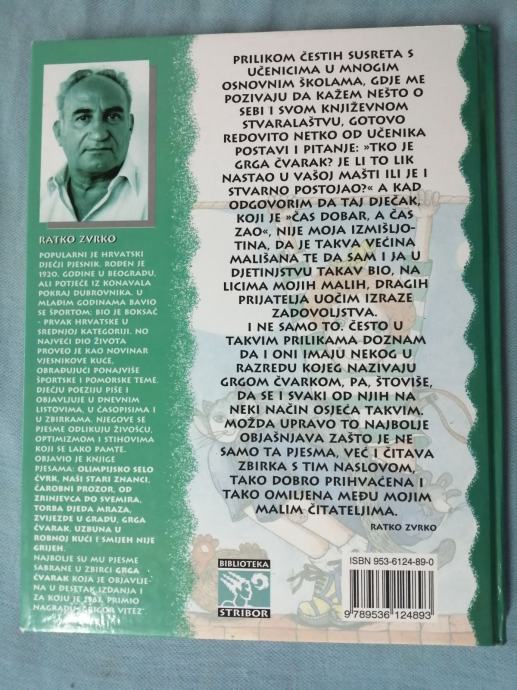 RATKO ZVRKO
POPULARNI JE HRVATSKI
DJEČJI PJESNIK. ROĐEN JE
1920. GODINE U BEOGRADU,
ALI POTJEČE IZ KONAVALA
POKRAJ DUBROVNIKA. U
MLAĐIM GODINAMA BAVIO
SE ŠPORTOM; BIO JE BOKSAČ
- PRVAK HRVATSKE U
SREDNJOJ KATEGORIJI. NO
NAJVEĆI DIO ŽIVOTA
PROVEO JE KAO NOVINAR
VJESNIKOVE KUĆE,
OBRAĐUJUĆI PONAJVIŠE
ŠPORTSKE I POMORSKE TEME.
DJEČJU POEZIJU PIŠE I
OBJAVLJUJE U DNEVNIM
LISTOVIMA, U ČASOPISIMA I
U ZBIRKAMA. NJEGOVE SE
PJESME ODLIKUJU ŽIVOŠĆU,
OPTIMIZMOM I STIHOVIMA
KOJI SE LAKO PAMTE.
OBJAVIO JE KNJIGE
PJESAMA: OLIMPIJSKO SELO
ČVRK, NAŠI STARI ZNANCI,
ČAROBNI PROZOR, OD
ZRINJEVCA DO SVEMIRA,
TORBA DJEDA MRAZA,
ZVIJEZDE U GRADU, GRGA
ČVARAK, UZBUNA U
ROBNOJ KUĆI I SMIJEH NIJE
GRIJEH.
NAJBOLJE SU MU PJESME
SABRANE U ZBIRCI GRGA
ČVARAK KOJA JE OBJAVLJE-
NA U DESETAK IZDANJA I
ZA KOJU JE 1967. PRIMIO
NAGRADU "GRIGOR VITEZ"
PRILIKOM ČESTIH SUSRETA S
UČENICIMA U MNOGIM
OSNOVNIM ŠKOLAMA, GDJE ME
POZIVAJU DA KAŽEM NEŠTO O
SEBI I SVOM KNJIŽEVNOM
STVARALAŠTVU, GOTOVO
REDOVITO NETKO OD UČENIKA
POSTAVI I PITANJE: »TKO JE
GRGA ČVARAK? JE LI TO LIK
NASTAO U VAŠOJ MAŠTI ILI JE I
STVARNO POSTOJAO?« A KAD
ODGOVORIM DA TAJ DJEČAK,
KOJI JE »ČAS DOBAR, A ČAS
ZAO«, NIJE MOJA IZMIŠLJO-
TINA, DA JE TAKVA VEĆINA
MALIŠANA TE DA SAM I JA U
DJETINJSTVU TAKAV BIO, NA
LICIMA MOJIH MALIH, DRAGIH
PRIJATELJA UOČIM IZRAZE
ZADOVOLJSTVA.
I NE SAMO TO: ČESTO U
TAKVIM PRILIKAMA DOZNAM
DA I ONI IMAJU NEKOG U
RAZREDU KOJEG NAZIVAJU
GRGOM ČVARKOM, PA, ŠTOVIŠE,
DA SE I SVAKI OD NJIH NA
NEKI NAČIN OSJEĆA TAKVIM.
MOŽDA UPRAVO TO NAJBOLJE
OBJAŠNJAVA ZAŠTO JE NE
SAMO TA PJESMA, VEĆ I ČITAVA
ZBIRKA S TIM NASLOVOM,
TAKO DOBRO PRIHVAĆENA I
TAKO OMILJENA MEĐU MOJIM
MALIM ČITATELJIMA.
RATKO ZVRKO
BIBLIOTEKA
STRIBOR
ISBN 953-6124-89-0
9 789536 124893